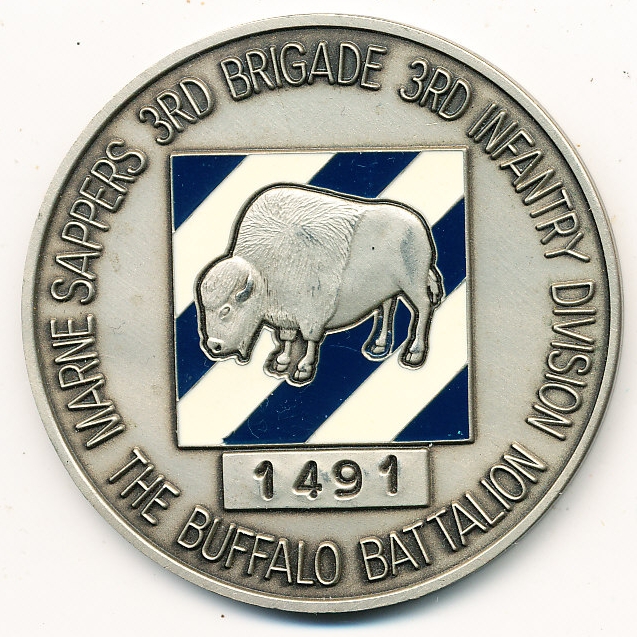 MARNE SAPPERS 3RD BRIGADE 3RD INFANTRY DIVISION
1491
THE BUFFALO BATTALION